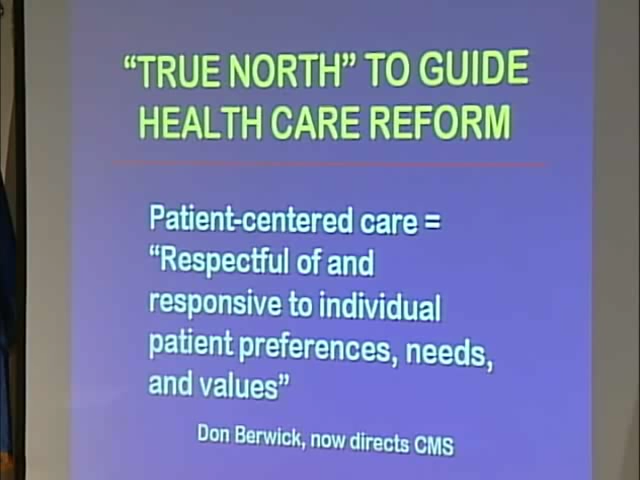 “TRUE NORTH” TO GUIDE
HEALTH CARE REFORM
Patient-centered care =
“Respectful of and
responsive to individual
patient preferences, needs,
and values”
Don Berwick, now directs CMS